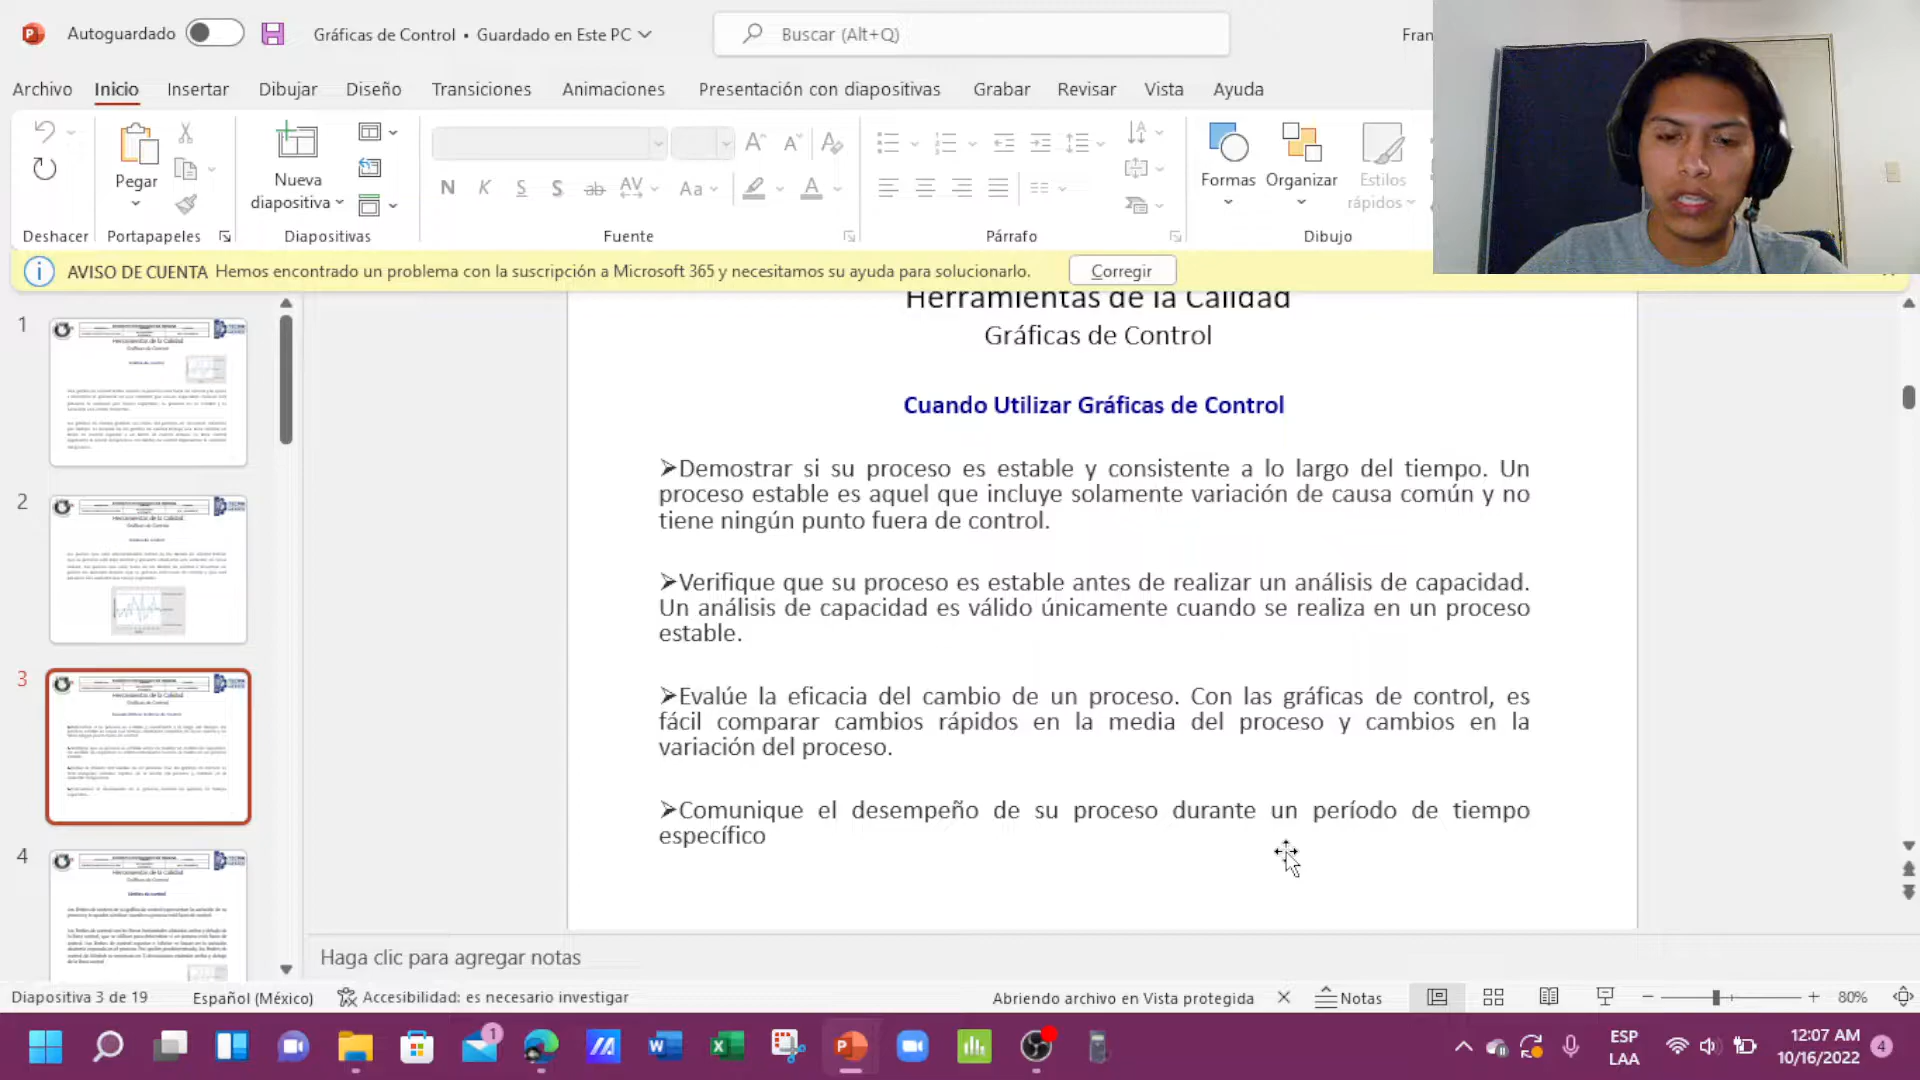 Autoguardado
Gráficas de Control • Guardado en Este PC
Buscar (Alt+Q)
Fran
Archivo Inicio Insertar Dibujar Diseño Transiciones Animaciones Presentación con diapositivas Grabar Revisar Vista Ayuda
Pegar
Nueva diapositiva
N K S S ab AV Aa A
Formas Organizar Estilos rápidos
Deshacer Portapapeles Diapositivas Fuente Párrafo Dibujo
AVISO DE CUENTA Hemos encontrado un problema con la suscripción a Microsoft 365 y necesitamos su ayuda para solucionarlo. Corregir
1
2
3
4
Herramientas de la Calidad
Gráficas de Control
Cuando Utilizar Gráficas de Control
➢Demostrar si su proceso es estable y consistente a lo largo del tiempo. Un
proceso estable es aquel que incluye solamente variación de causa común y no
tiene ningún punto fuera de control.
➢Verifique que su proceso es estable antes de realizar un análisis de capacidad.
Un análisis de capacidad es válido únicamente cuando se realiza en un proceso
estable.
➢Evalúe la eficacia del cambio de un proceso. Con las gráficas de control, es
fácil comparar cambios rápidos en la media del proceso y cambios en la
variación del proceso.
➢Comunique el desempeño de su proceso durante un período de tiempo
específico
Haga clic para agregar notas
Diapositiva 3 de 19 Español (México) Accesibilidad: es necesario investigar Abriendo archivo en Vista protegida Notas 80%
1
ESP
LAA
12:07 AM
10/16/2022
4